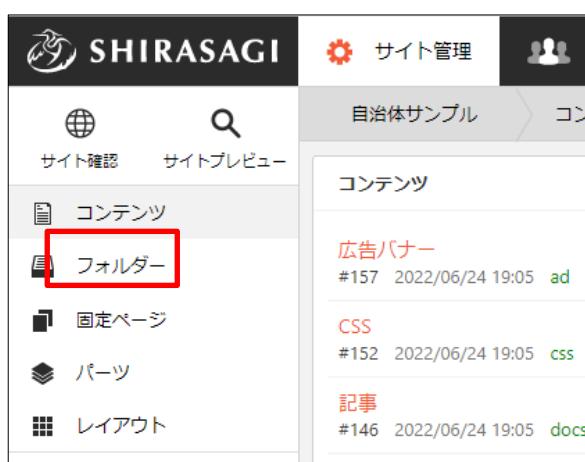 SHIRASAGI
サイト管理
サイト確認 サイトプレビュー
自治体サンプル
コンテンツ
フォルダー
固定ページ
パーツ
レイアウト
コンテンツ
広告バナー
#157 2022/06/24 19:05 ad
CSS
#152 2022/06/24 19:05 css
記事
#146 2022/06/24 19:05 docs